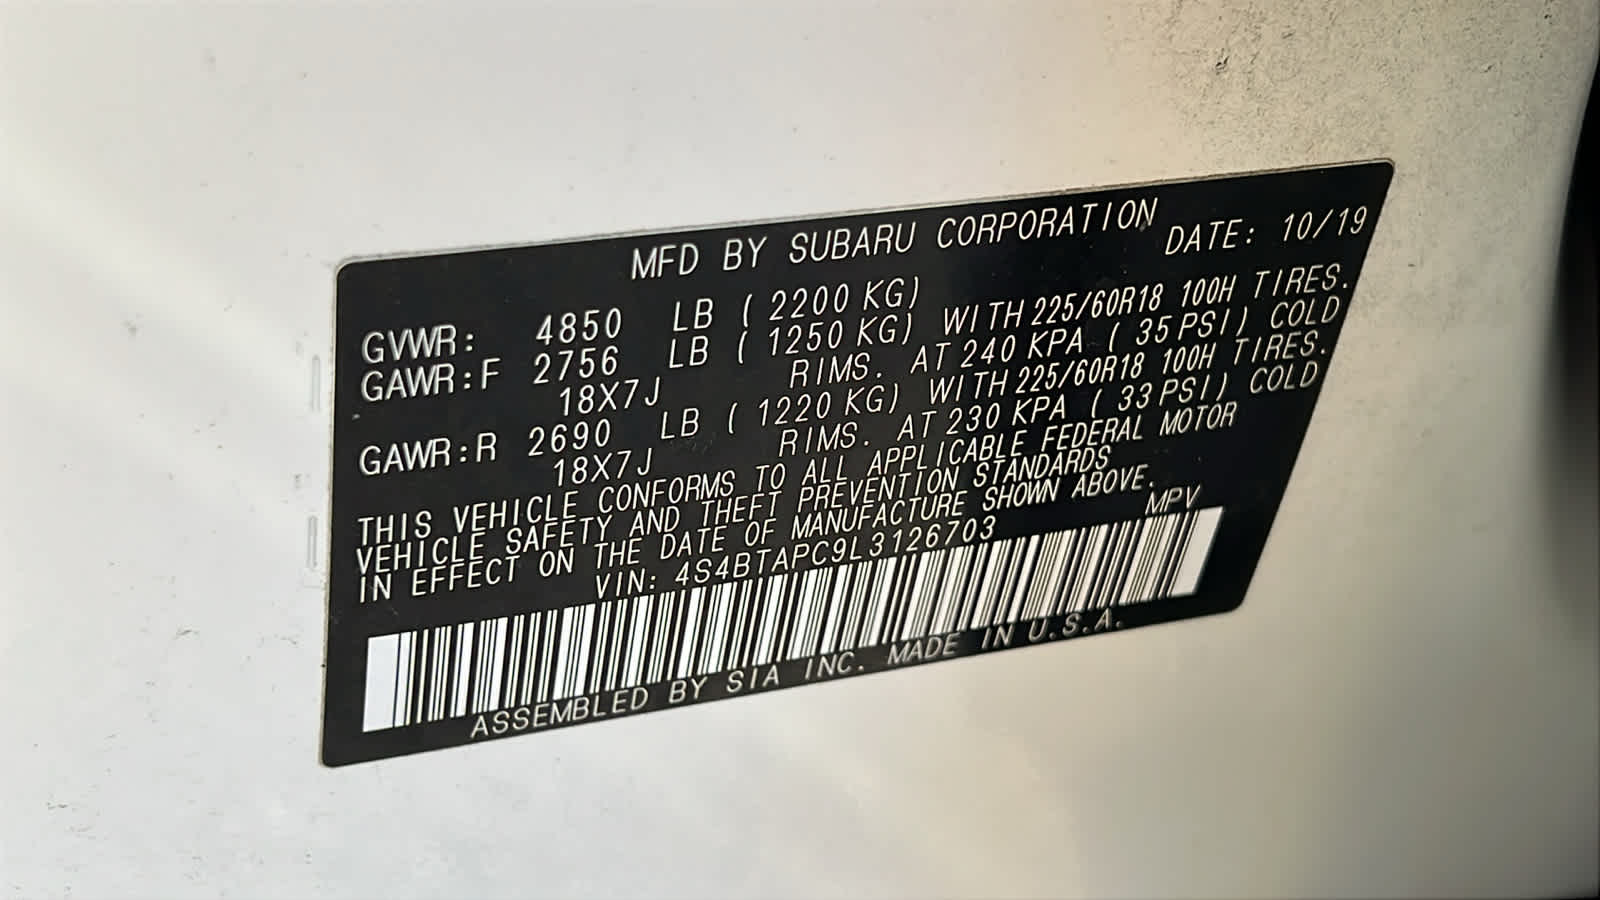 MFD BY SUBARU CORPORATION
DATE: 10/19
GVWR: 4850 LB ( 2200 KG)
GAWR:F 2756 LB ( 1250 KG) WITH 225/60R18 100H TIRES.
18X7J RIMS. AT 240 KPA ( 35 PSI) COLD
GAWR:R 2690 LB ( 1220 KG) WITH 225/60R18 100H TIRES.
18X7J RIMS. AT 230 KPA ( 33 PSI) COLD
THIS VEHICLE CONFORMS TO ALL APPLICABLE FEDERAL MOTOR
VEHICLE SAFETY AND THEFT PREVENTION STANDARDS
IN EFFECT ON THE DATE OF MANUFACTURE SHOWN ABOVE.
VIN: 4S4BTAPC9L3126703 MPV
ASSEMBLED BY SIA INC. MADE IN U.S.A.